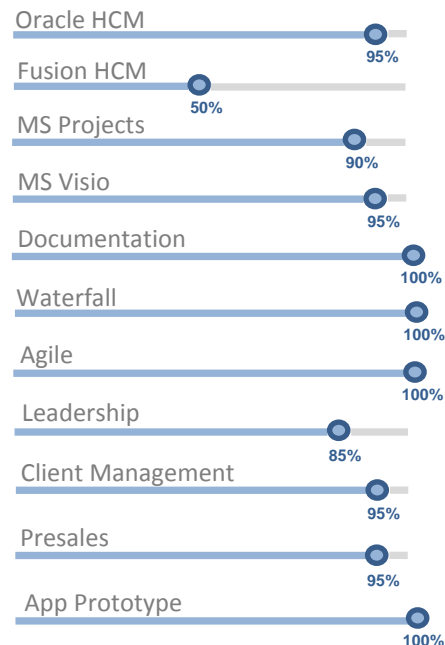 Oracle HCM
95%
Fusion HCM
50%
MS Projects
90%
MS Visio
95%
Documentation
100%
Waterfall
100%
Agile
100%
Leadership
85%
Client Management
95%
Presales
95%
App Prototype
100%